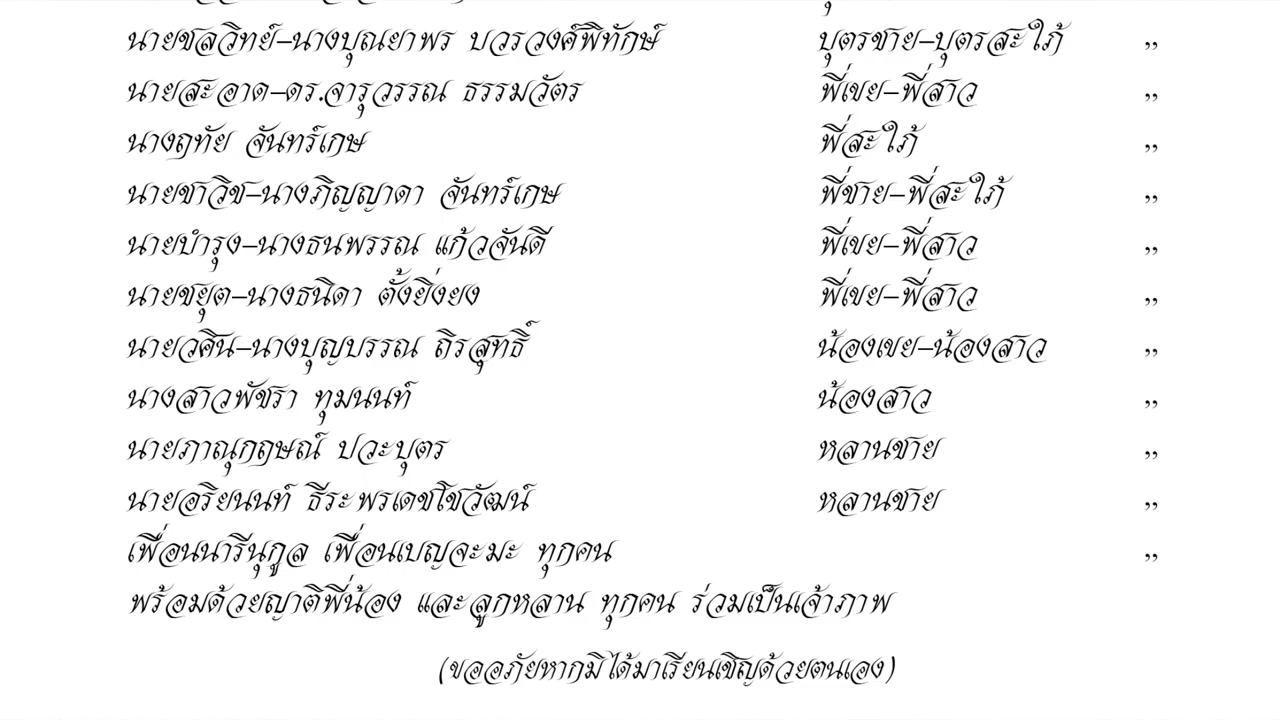 นายชลวิทย์–นางบุณยาพร บวรวงศ์พิทักษ์ บุตรชาย–บุตรสะใภ้ ,,
นายสะอาด–ดร.จารุวรรณ ธรรมวัตร พี่เขย–พี่สาว ,,
นางฤทัย จันทร์เกษ พี่สะใภ้ ,,
นายชาวิช–นางภิญญาดา จันทร์เกษ พี่ชาย–พี่สะใภ้ ,,
นายบำรุง–นางธนพรรณ แก้วจันดี พี่เขย–พี่สาว ,,
นายชยุต–นางธนิดา ตั้งยิ่งยง พี่เขย–พี่สาว ,,
นายวศิน–นางบุญบรรณ ถิรสุทธิ์ น้องเขย–น้องสาว ,,
นางสาวพัชรา ทุมนนท์ น้องสาว ,,
นายภาณุกฤษณ์ ปวะบุตร หลานชาย ,,
นายอริยนนท์ ธีระพรเดชโชวัฒน์ หลานชาย ,,
เพื่อนนารีนุกูล เพื่อนเบญจะมะ ทุกคน ,,
พร้อมด้วยญาติพี่น้อง และลูกหลาน ทุกคน ร่วมเป็นเจ้าภาพ
(ขออภัยหากมิได้มาเรียนเชิญด้วยตนเอง)